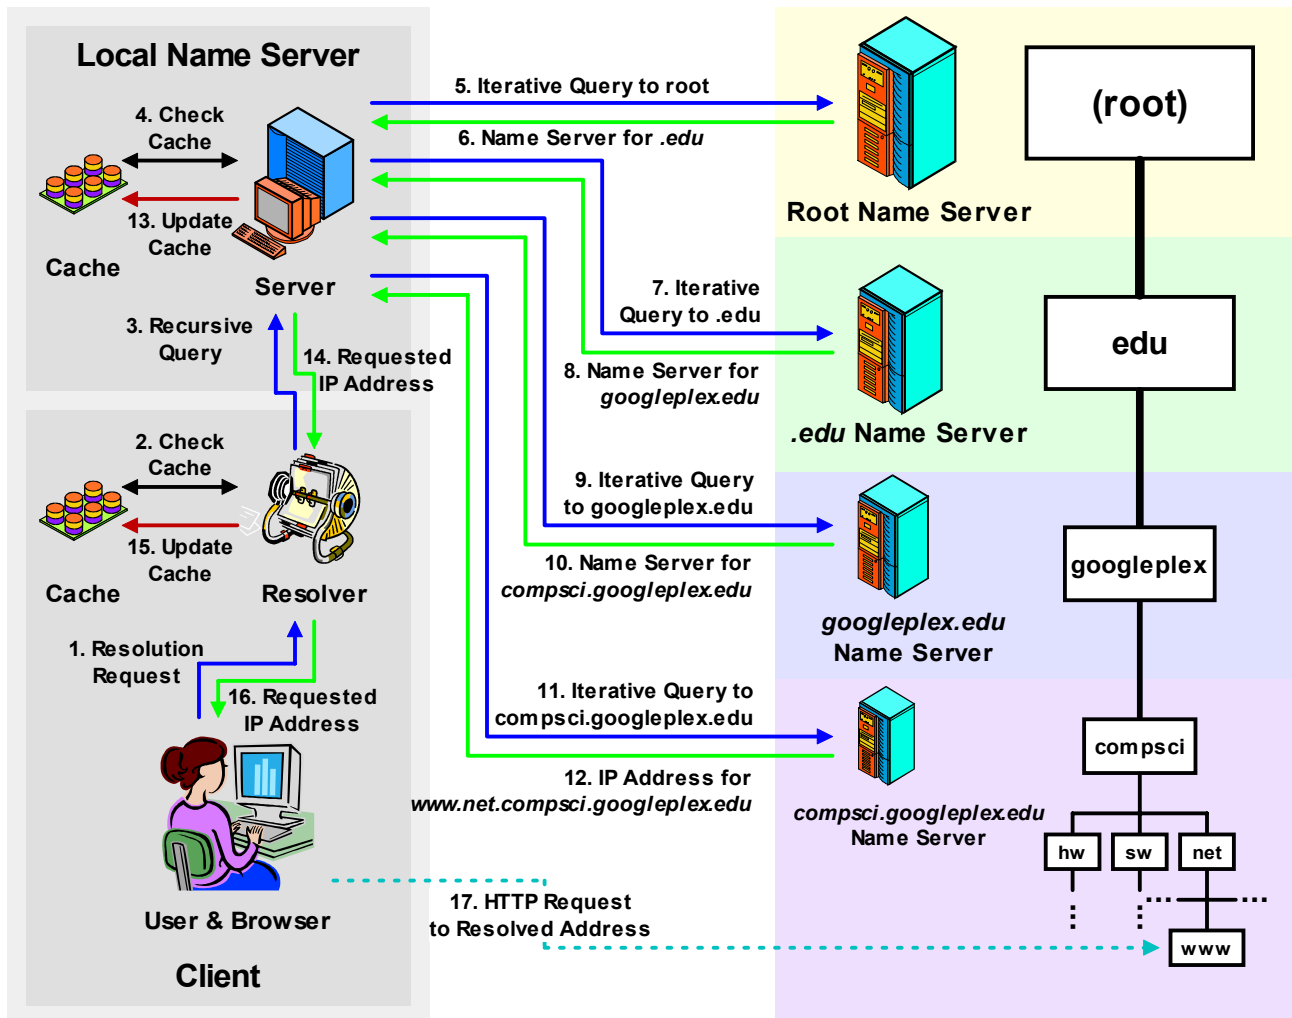 Local Name Server
4. Check
Cache
13. Update
Cache
Cache
Server
3. Recursive
Query
14. Requested
IP Address
2. Check
Cache
15. Update
Cache
Cache
Resolver
1. Resolution
Request
16. Requested
IP Address
User & Browser
Client
5. Iterative Query to root
6. Name Server for .edu
7. Iterative
Query to .edu
8. Name Server for
googleplex.edu
9. Iterative Query
to googleplex.edu
10. Name Server for
compsci.googleplex.edu
11. Iterative Query to
compsci.googleplex.edu
12. IP Address for
www.net.compsci.googleplex.edu
17. HTTP Request
to Resolved Address
Root Name Server
.edu Name Server
googleplex.edu
Name Server
compsci.googleplex.edu
Name Server
(root)
edu
googleplex
compsci
hw
sw
net
www